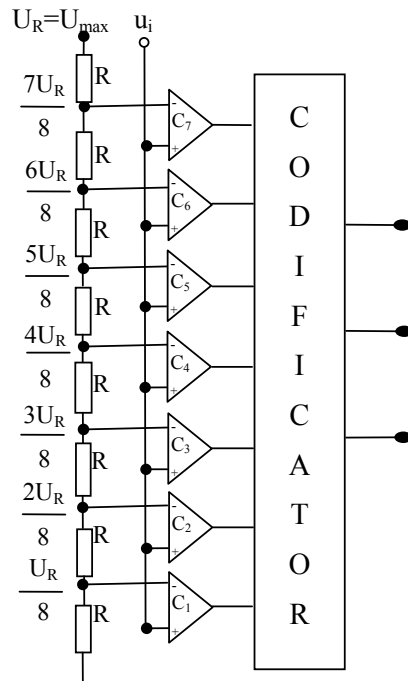 U_R=U_max u_i
R
7U_R
8
- C_7 +
R
6U_R
8
- C_6 +
R
5U_R
8
- C_5 +
R
4U_R
8
- C_4 +
R
3U_R
8
- C_3 +
R
2U_R
8
- C_2 +
R
U_R
8
- C_1 +
R
C
O
D
I
F
I
C
A
T
O
R